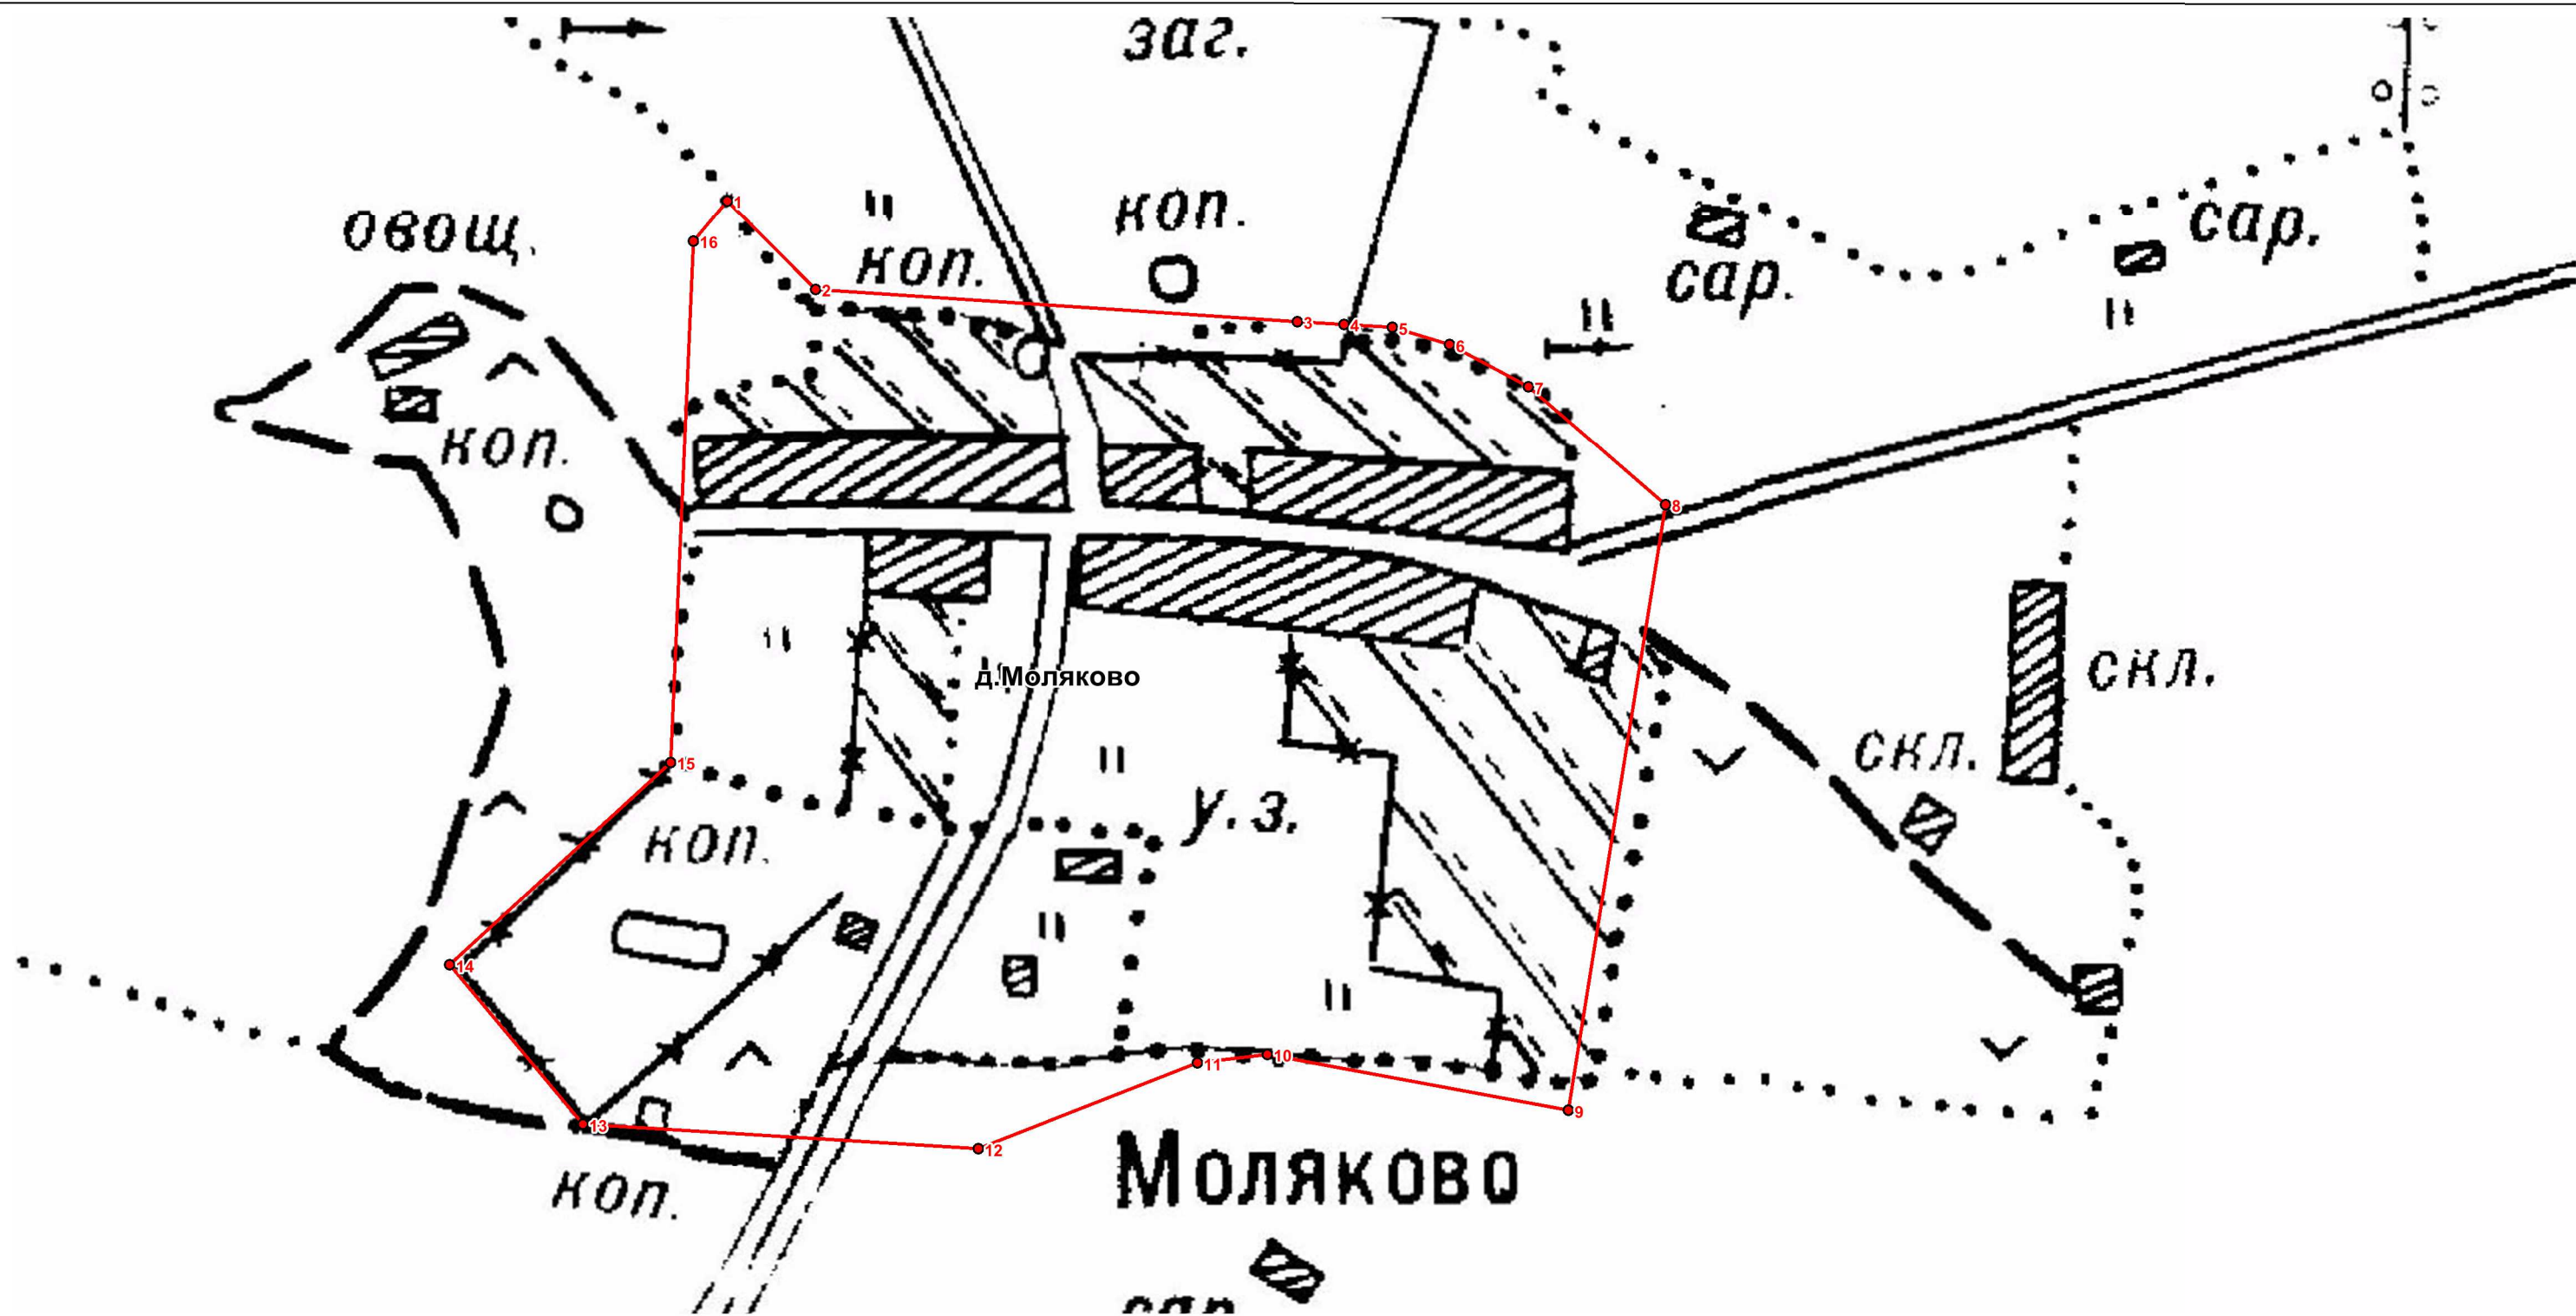 заг.
1
коп.
овощ.
16
коп.
сар.
2
сар.
3
4
5
6
7
коп.
8
д.Моляково
скл.
скл.
15
у.з.
коп.
14
10
11
9
13
12
Моляково
коп.
сар